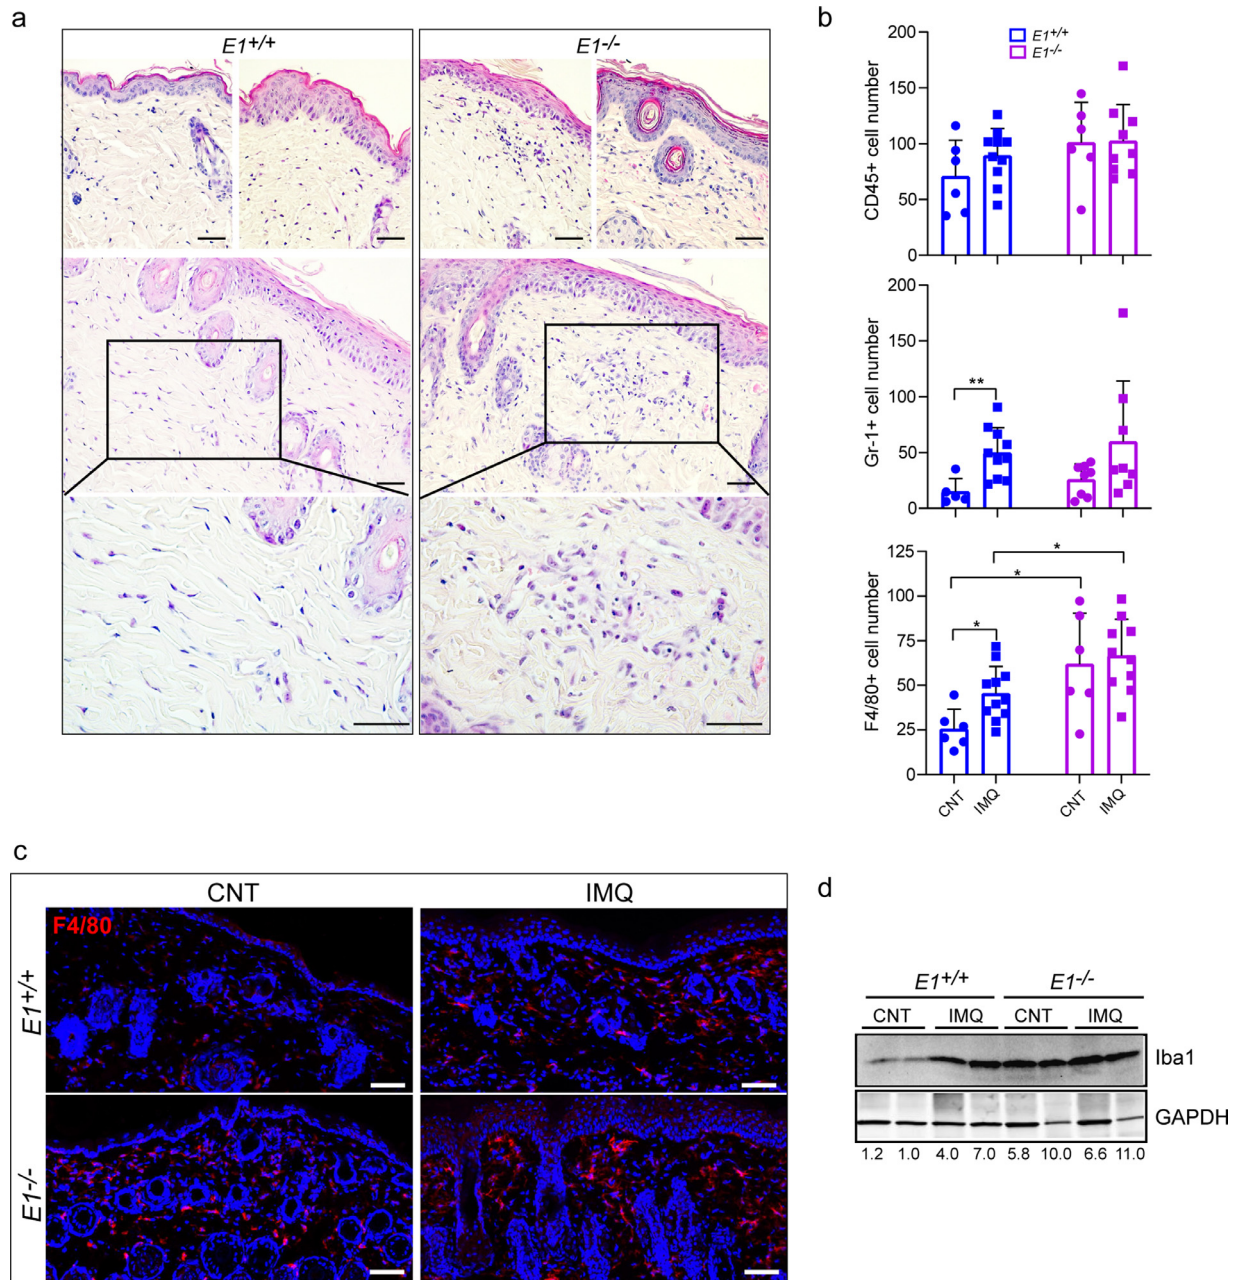 a
E1+/+
E1-/-
b
E1+/+
E1-/-
CD45+ cell number
200
150
100
50
0
Gr-1+ cell number
200
150
100
50
0
**
F4/80+ cell number
125
100
75
50
25
0
*
*
*
CNT
IMQ
CNT
IMQ
c
CNT
IMQ
F4/80
E1+/+
E1-/-
d
E1+/+ E1-/-
CNT IMQ CNT IMQ
Iba1
GAPDH
1.2 1.0 4.0 7.0 5.8 10.0 6.6 11.0